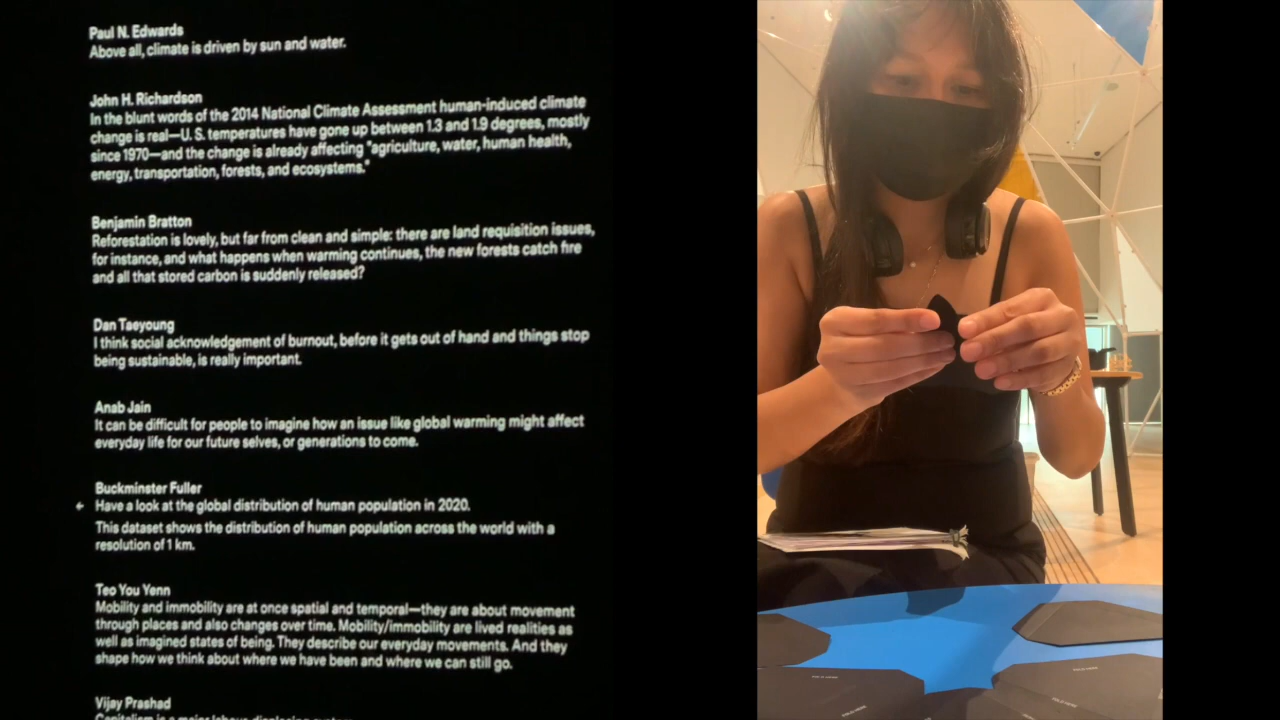 Paul N. Edwards
Above all, climate is driven by sun and water.
John H. Richardson
In the blunt words of the 2014 National Climate Assessment human-induced climate
change is real—U. S. temperatures have gone up between 1.3 and 1.9 degrees, mostly
since 1970—and the change is already affecting "agriculture, water, human health,
energy, transportation, forests, and ecosystems."
Benjamin Bratton
Reforestation is lovely, but far from clean and simple: there are land requisition issues,
for instance, and what happens when warming continues, the new forests catch fire
and all that stored carbon is suddenly released?
Dan Taeyoung
I think social acknowledgement of burnout, before it gets out of hand and things stop
being sustainable, is really important.
Anab Jain
It can be difficult for people to imagine how an issue like global warming might affect
everyday life for our future selves, or generations to come.
Buckminster Fuller
← Have a look at the global distribution of human population in 2020.
This dataset shows the distribution of human population across the world with a
resolution of 1 km.
Teo You Yenn
Mobility and immobility are at once spatial and temporal—they are about movement
through places and also changes over time. Mobility/immobility are lived realities as
well as imagined states of being. They describe our everyday movements. And they
shape how we think about where we have been and where we can still go.
Vijay Prashad
Capitalism is a major labour-displacing system